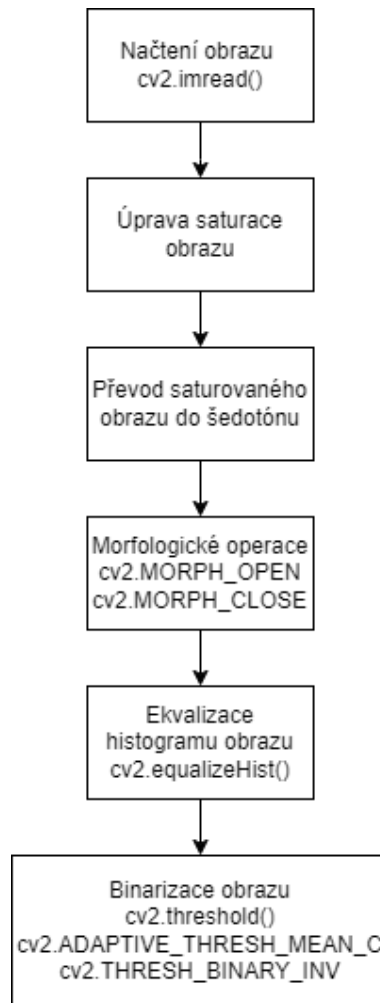 Načtení obrazu
cv2.imread()
Úprava saturace
obrazu
Převod saturovaného
obrazu do šedotónu
Morfologické operace
cv2.MORPH_OPEN
cv2.MORPH_CLOSE
Ekvalizace
histogramu obrazu
cv2.equalizeHist()
Binarizace obrazu
cv2.threshold()
cv2.ADAPTIVE_THRESH_MEAN_C
cv2.THRESH_BINARY_INV